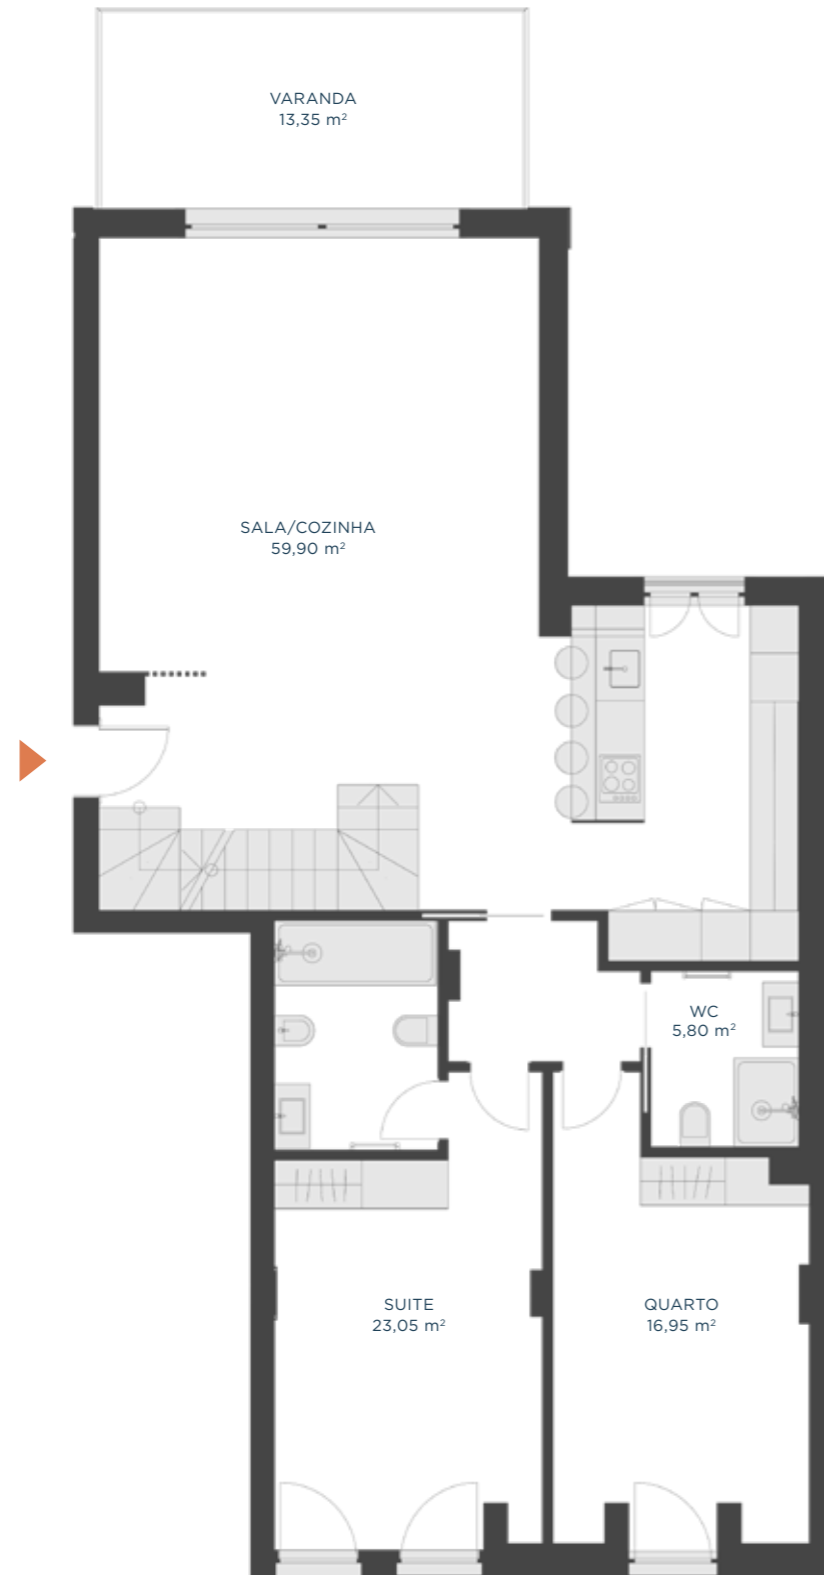 VARANDA
13,35 m²
SALA/COZINHA
59,90 m²
WC
5,80 m²
SUITE
23,05 m²
QUARTO
16,95 m²